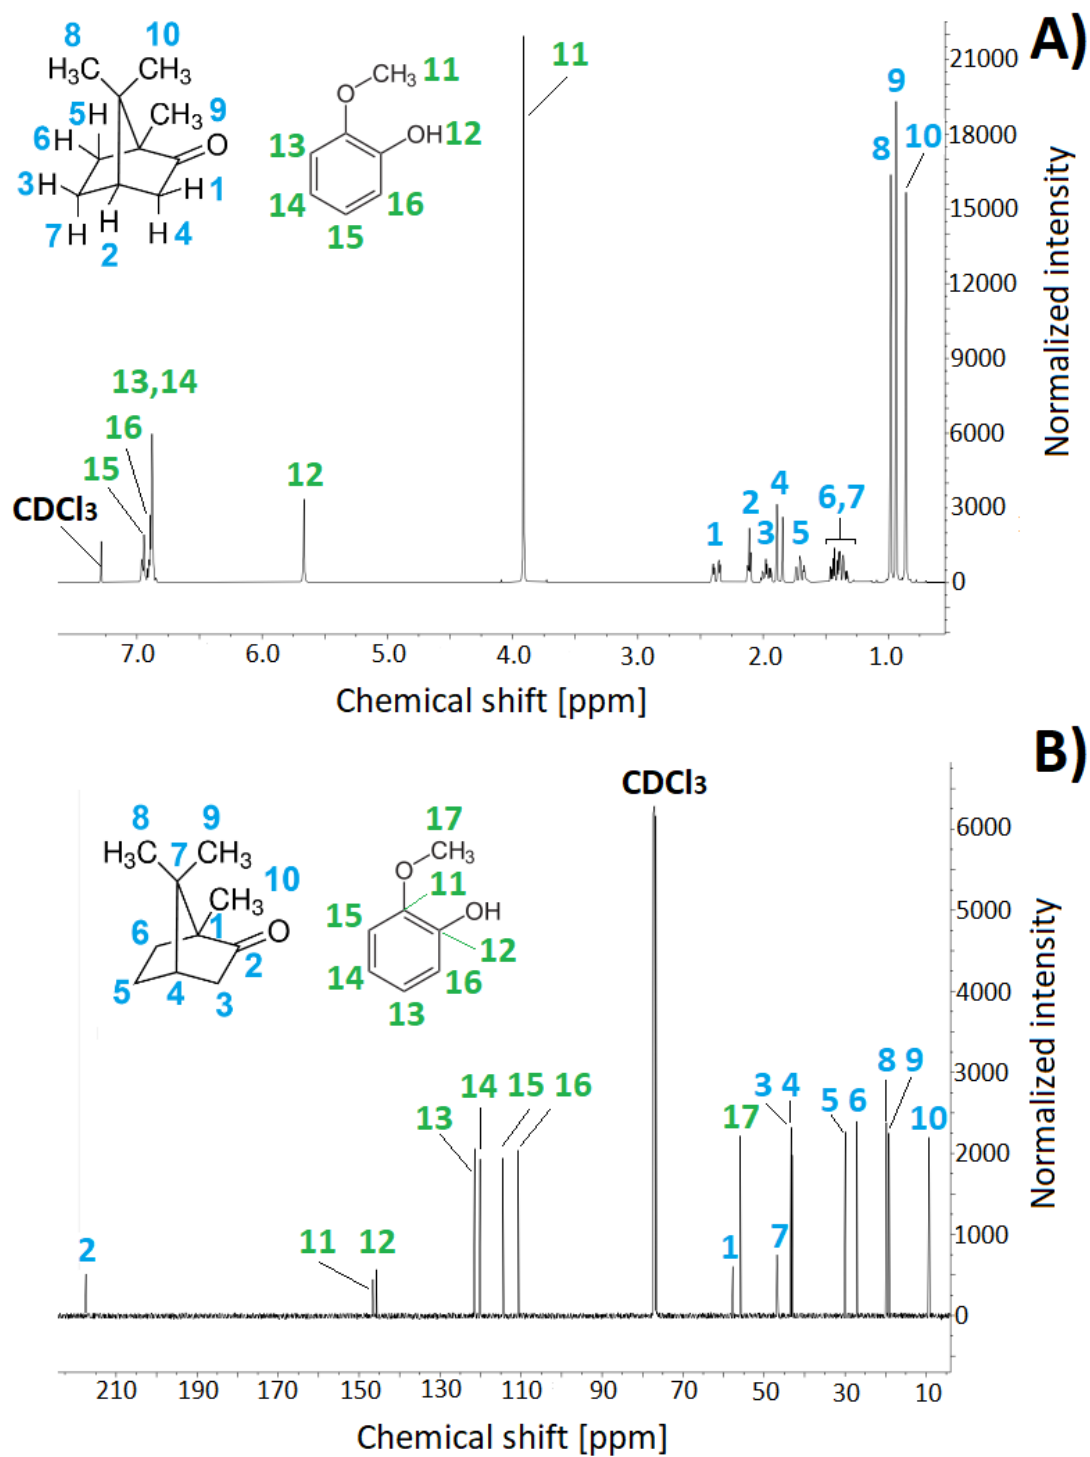 A)
8 10
H₃C CH₃
5 H CH₃ 9
6 H O
3 H H 1
7 H H H 4
2
O CH₃ 11
OH 12
13
14 16
15
11
9
8 10
13,14
16
15
CDCl₃
12
1
2
3
4
5
6,7
21000
18000
15000
12000
9000
6000
3000
0
Normalized intensity
7.0 6.0 5.0 4.0 3.0 2.0 1.0
Chemical shift [ppm]
B)
CDCl₃
8 9
H₃C 7 CH₃
10
CH₃
6 1 O
2
5 4 3
17
O CH₃
11
15 OH
12
14 16
13
2
11 12
13
14 15 16
17
1
7
3 4
5 6
8 9
10
6000
5000
4000
3000
2000
1000
0
Normalized intensity
210 190 170 150 130 110 90 70 50 30 10
Chemical shift [ppm]